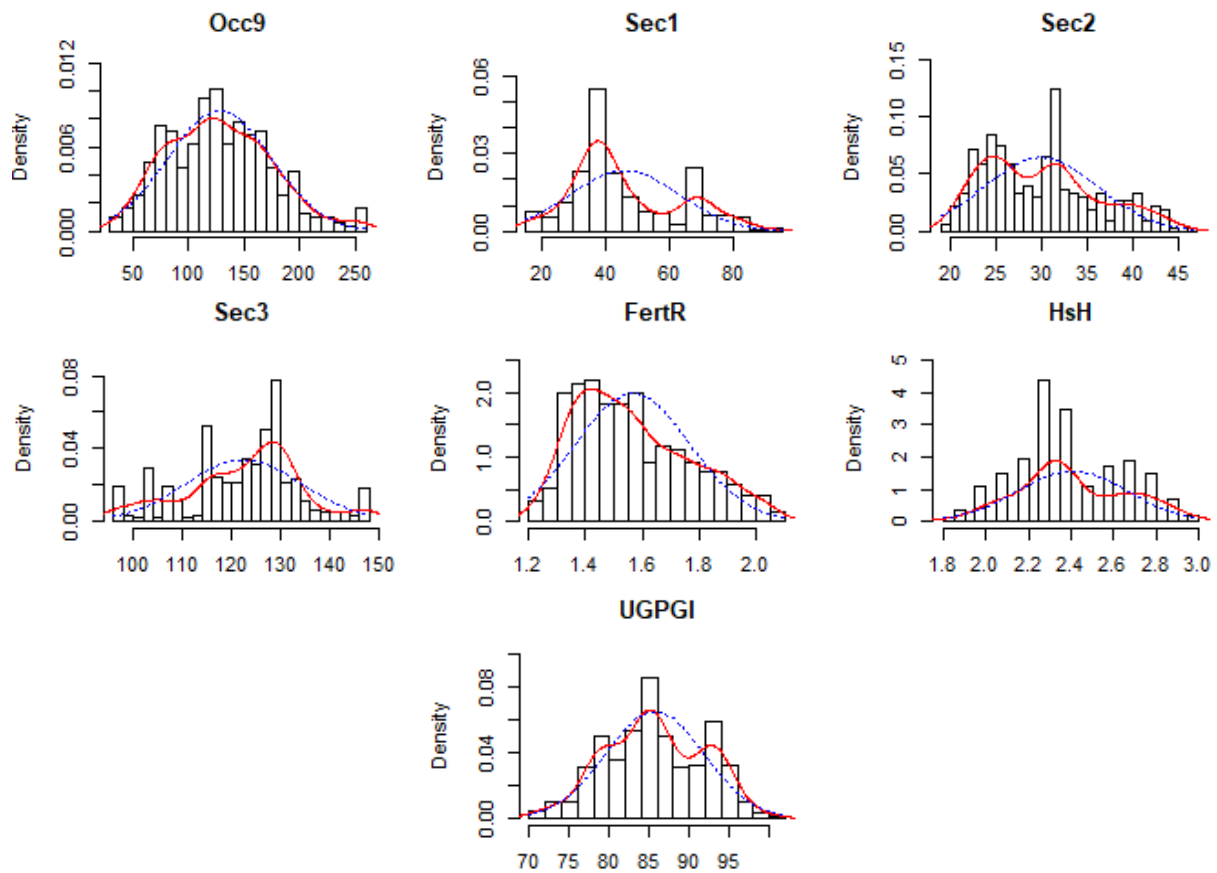 Occ9
Density
0.000 0.006 0.012
50 100 150 200 250
Sec1
Density
0.00 0.03 0.06
20 40 60 80
Sec2
Density
0.00 0.05 0.10 0.15
20 25 30 35 40 45
Sec3
Density
0.00 0.04 0.08
100 110 120 130 140 150
FertR
Density
0.0 1.0 2.0
1.2 1.4 1.6 1.8 2.0
HsH
Density
0 1 2 3 4 5
1.8 2.0 2.2 2.4 2.6 2.8 3.0
UGPGI
Density
0.00 0.04 0.08
70 75 80 85 90 95